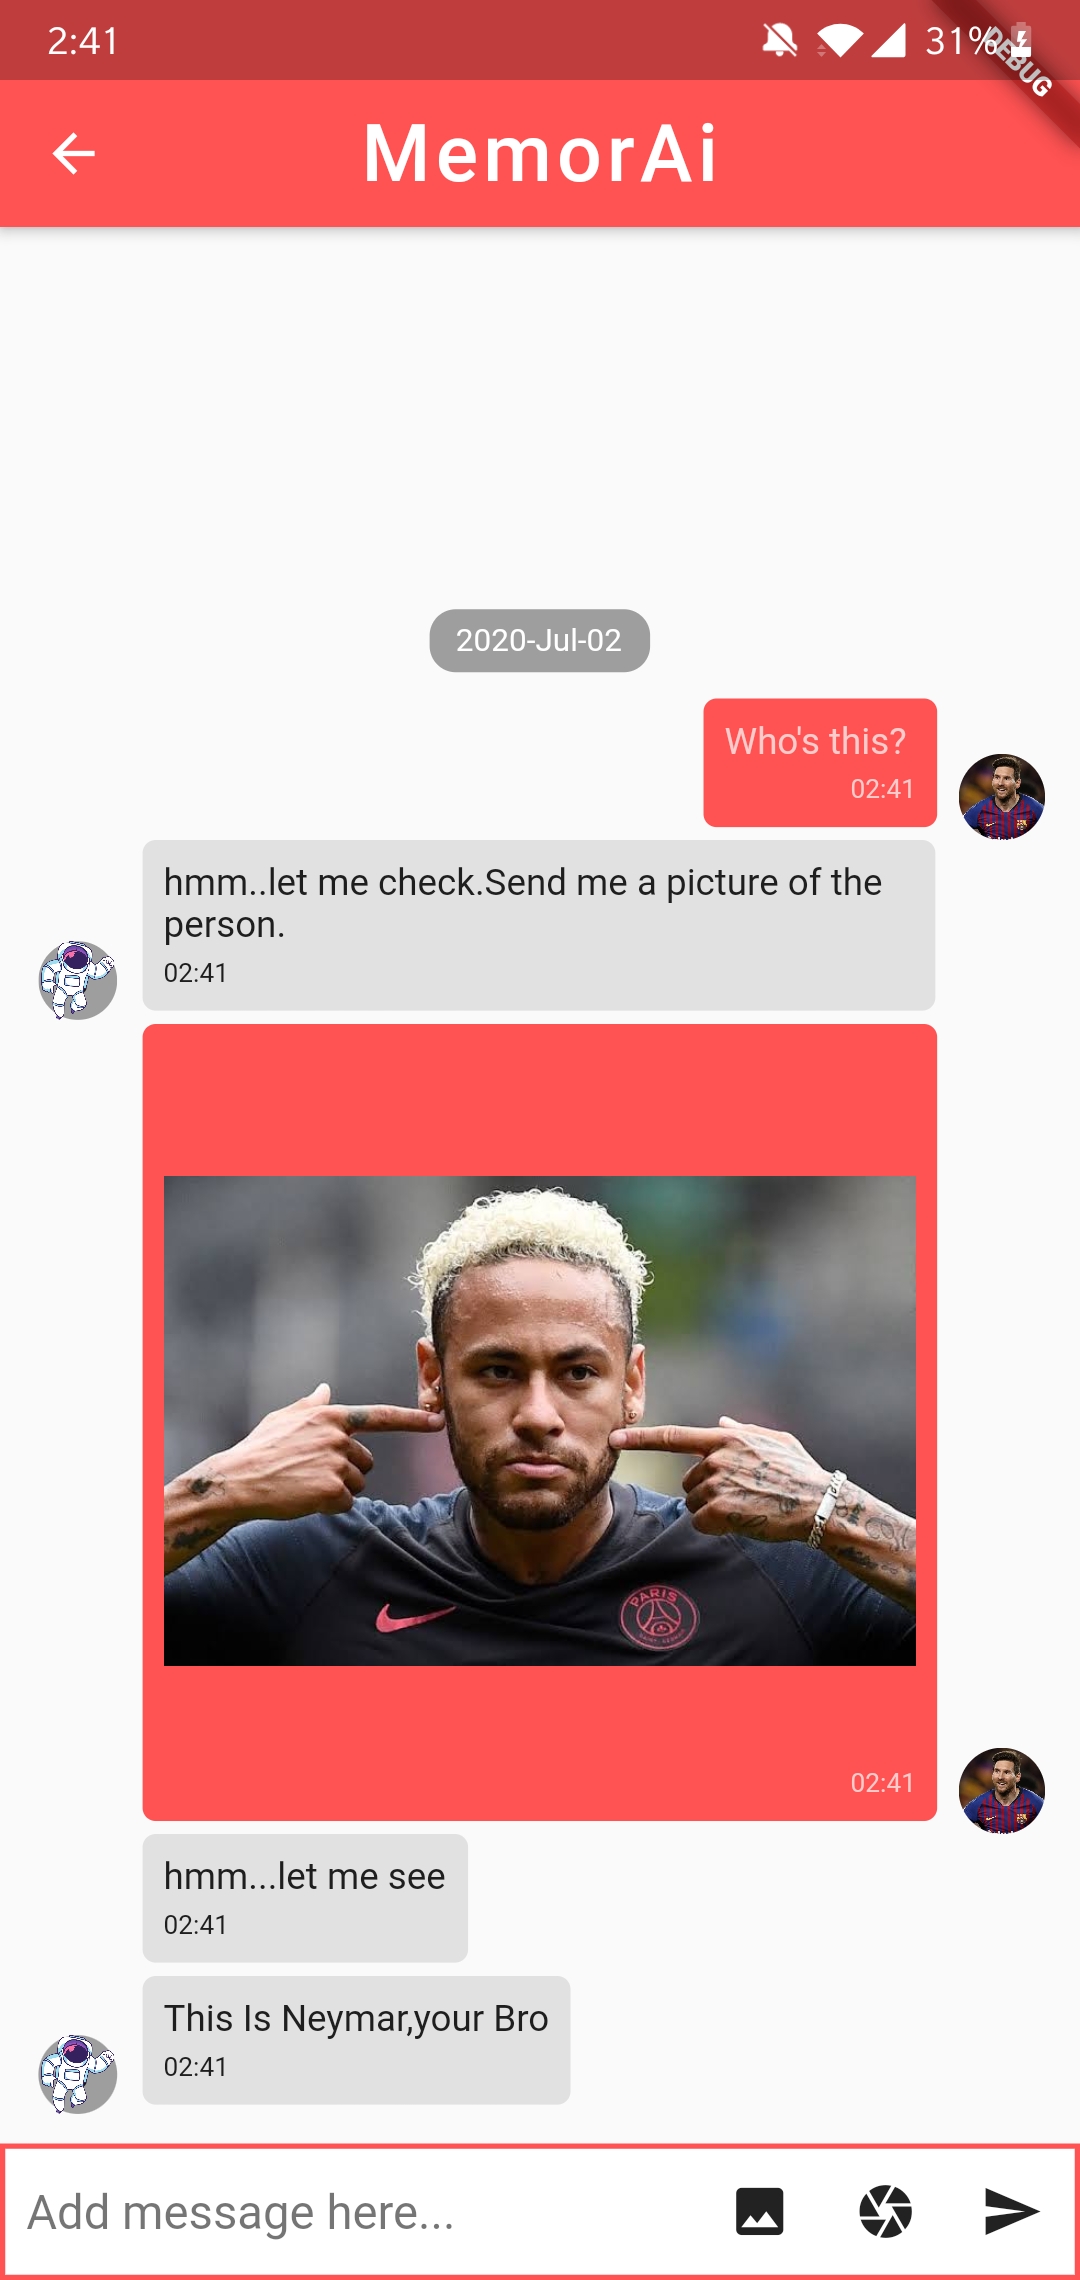 2:41
31%
DEBUG
MemorAi
2020-Jul-02
Who's this?
02:41
hmm..let me check.Send me a picture of the
person.
02:41
PARIS
SAINT-GERMAIN
02:41
hmm...let me see
02:41
This Is Neymar,your Bro
02:41
Add message here...